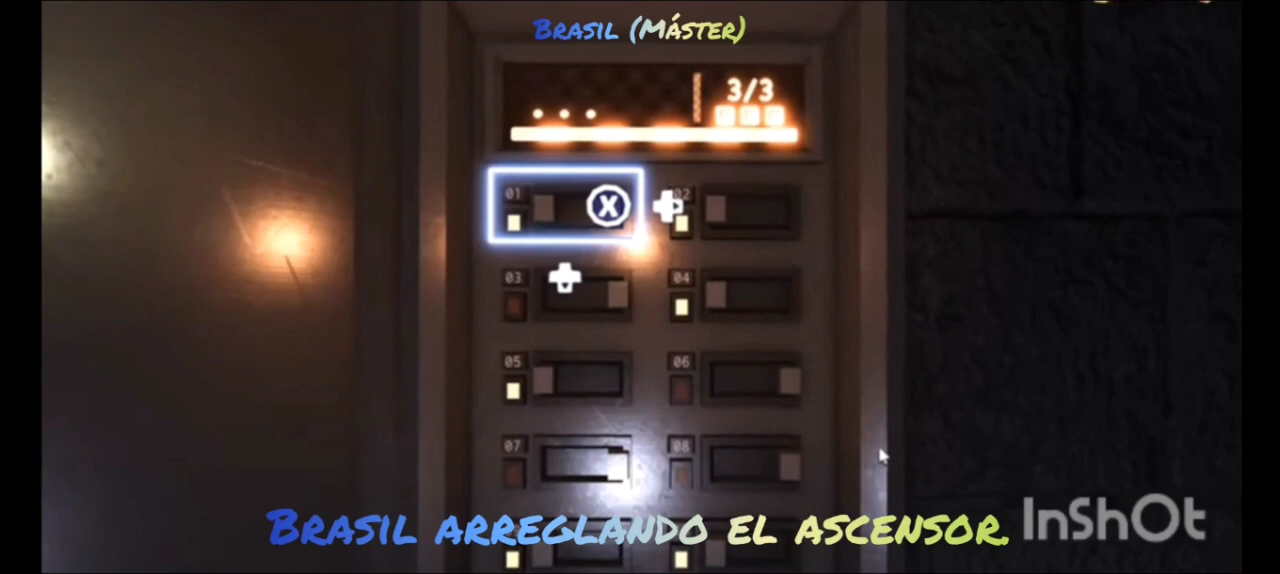 Brasil (Máster)
3/3
01 X 02
03 04
05 06
07 08
Brasil arreglando el ascensor.
InShOt